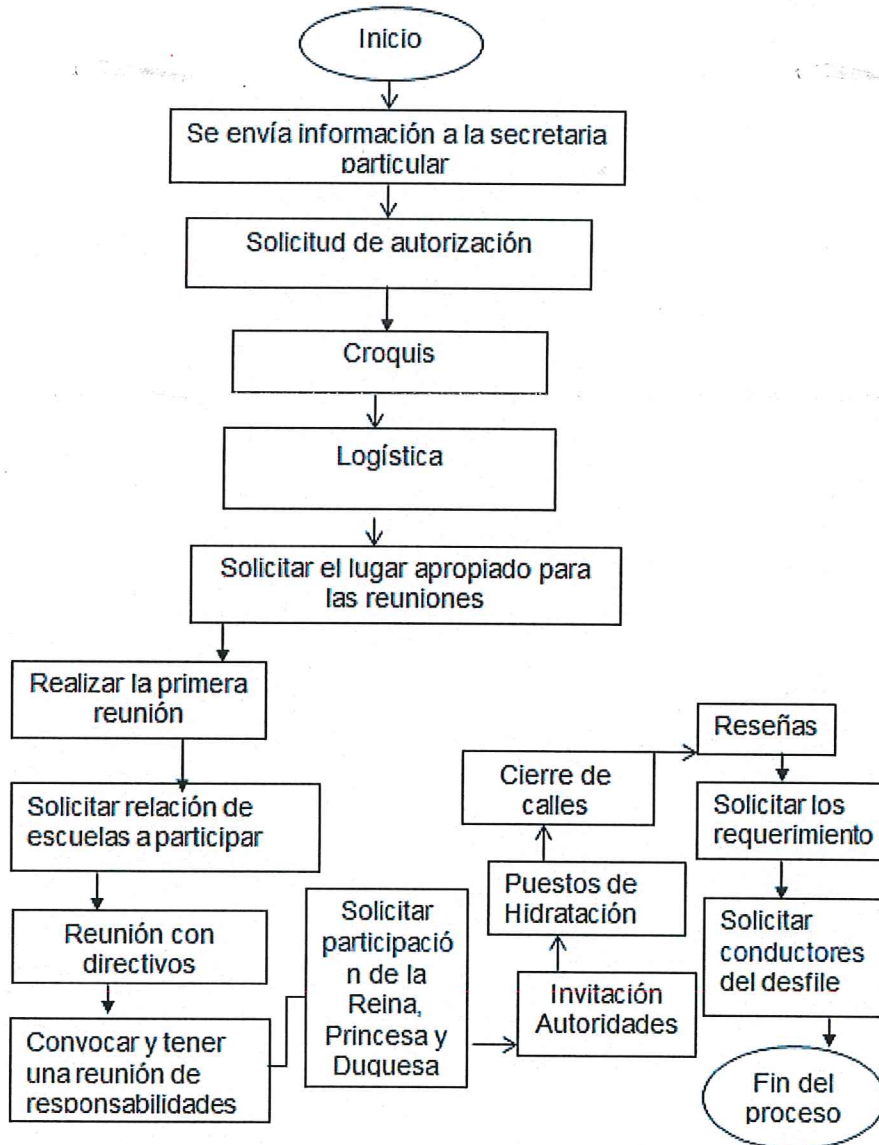 Inicio
Se envía información a la secretaria
particular
Solicitud de autorización
Croquis
Logística
Solicitar el lugar apropiado para
las reuniones
Realizar la primera
reunión
Solicitar relación de
escuelas a participar
Reunión con
directivos
Convocar y tener
una reunión de
responsabilidades
Solicitar
participació
n de la
Reina,
Princesa y
Duquesa
Invitación
Autoridades
Puestos de
Hidratación
Cierre de
calles
Reseñas
Solicitar los
requerimiento
Solicitar
conductores
del desfile
Fin del
proceso